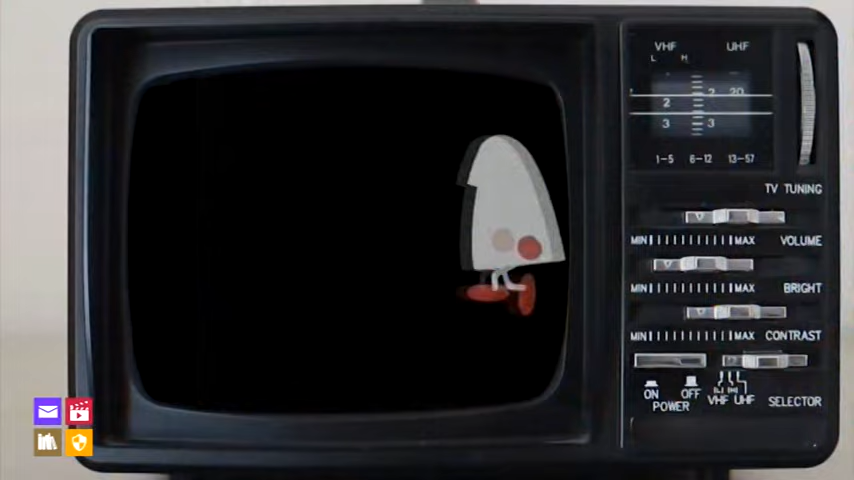 VHF UHF
L H
2 20
2
3 3
1-5 6-12 13-57
TV TUNING
MIN MAX VOLUME
MIN MAX BRIGHT
MIN MAX CONTRAST
ON OFF VHF UHF
POWER SELECTOR